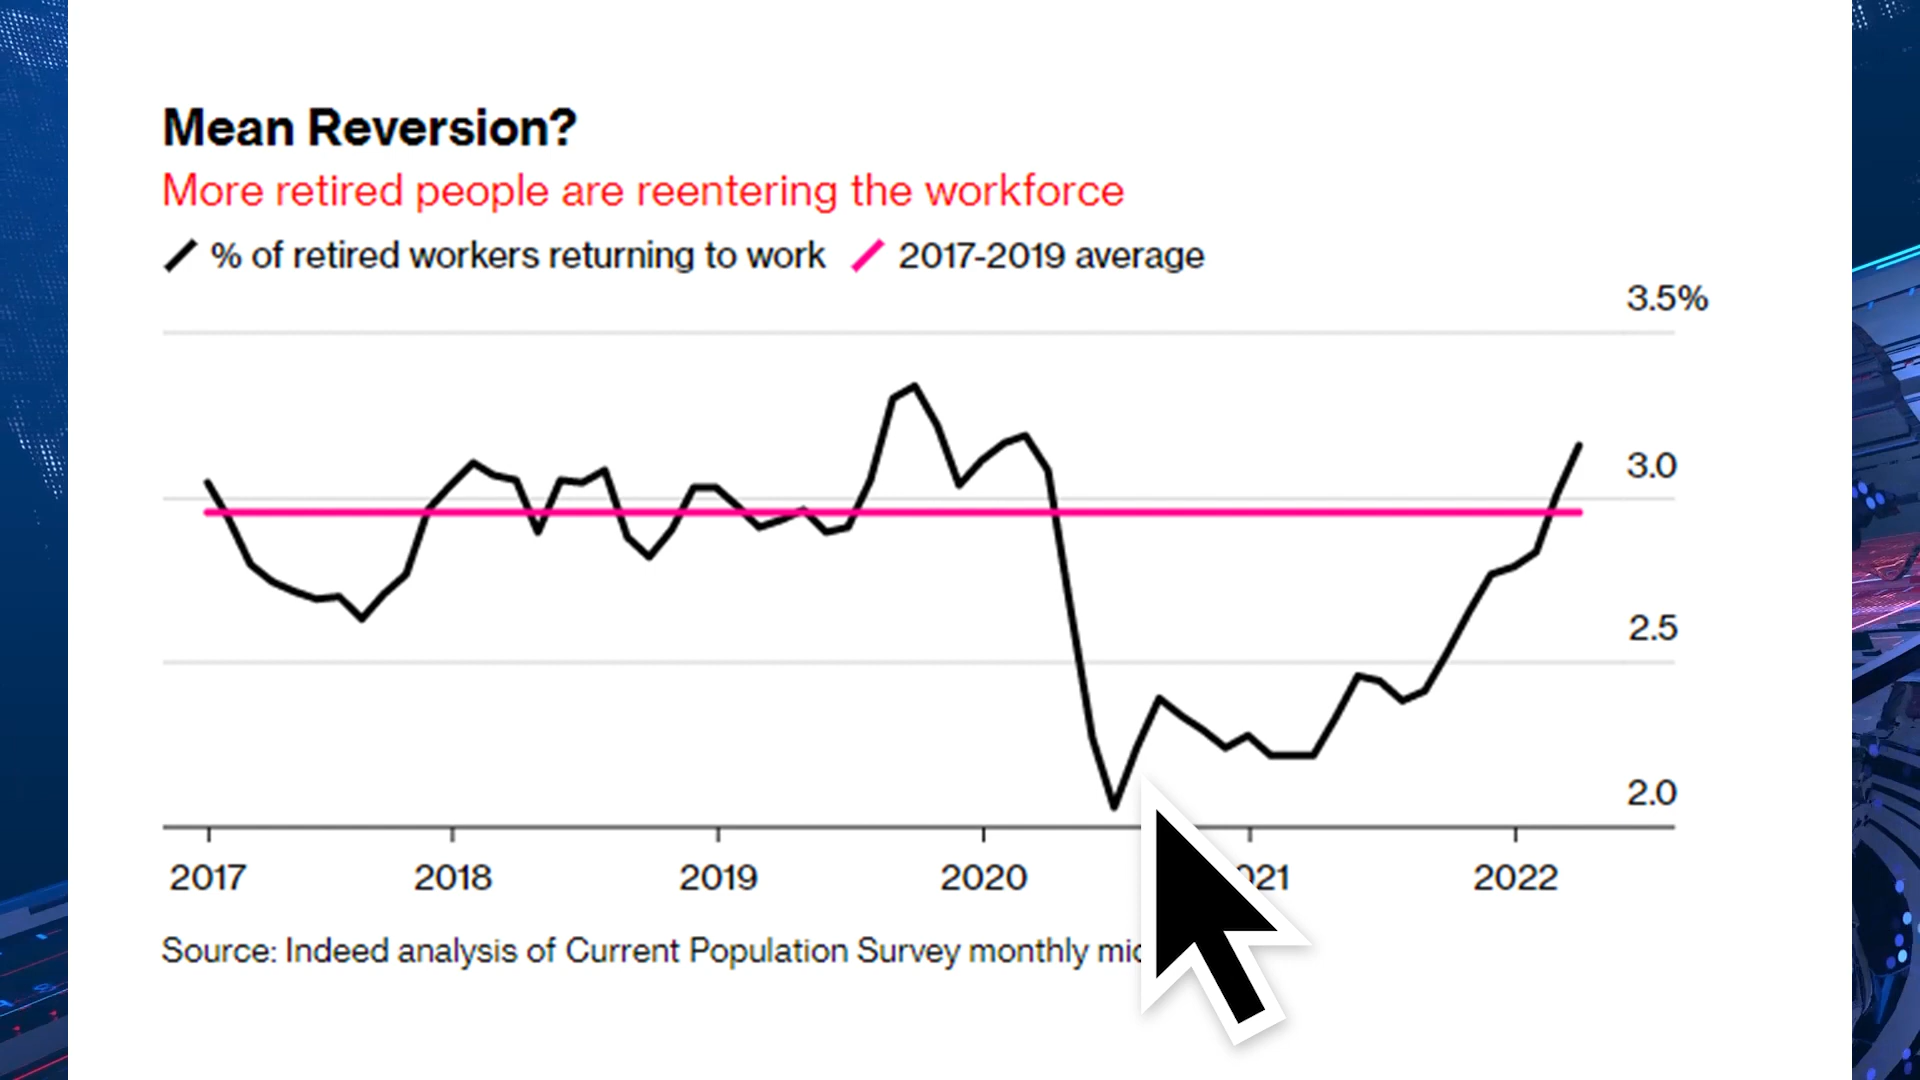 Mean Reversion?
More retired people are reentering the workforce
% of retired workers returning to work 2017-2019 average
3.5%
3.0
2.5
2.0
2017 2018 2019 2020 2022
Source: Indeed analysis of Current Population Survey monthly